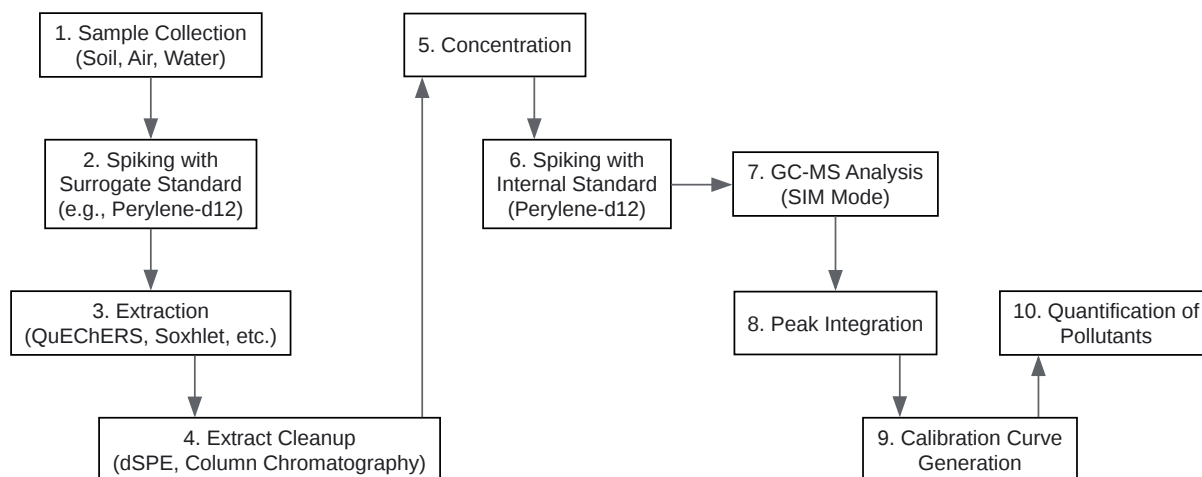 1. Sample Collection
(Soil, Air, Water)
2. Spiking with
Surrogate Standard
(e.g., Perylene-d12)
3. Extraction
(QuEChERS, Soxhlet, etc.)
4. Extract Cleanup
(dSPE, Column Chromatography)
5. Concentration
6. Spiking with
Internal Standard
(Perylene-d12)
7. GC-MS Analysis
(SIM Mode)
8. Peak Integration
9. Calibration Curve
Generation
10. Quantification of
Pollutants